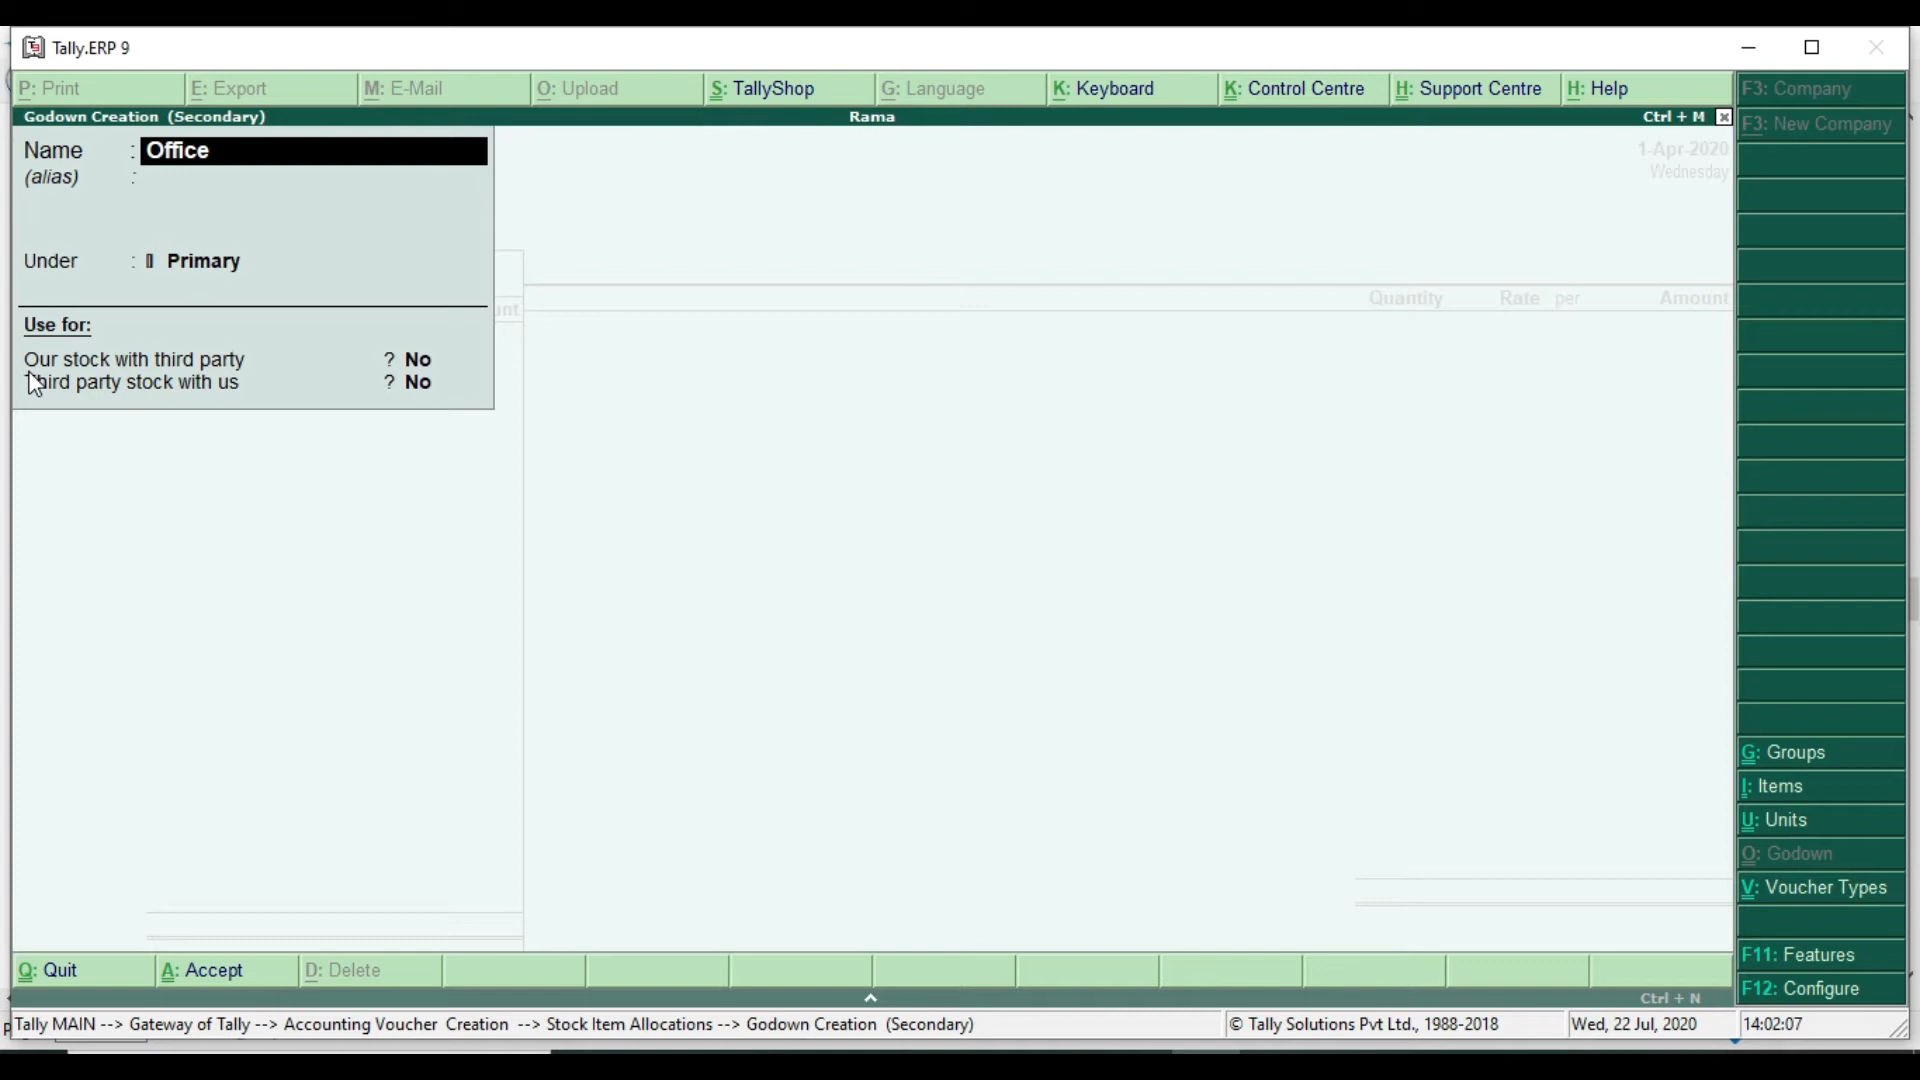 Tally.ERP 9
P: Print E: Export M: E-Mail O: Upload S: TallyShop G: Language K: Keyboard K: Control Centre H: Support Centre H: Help
F3: Company
Godown Creation (Secondary) Rama Ctrl + M
F3: New Company
Name : Office
(alias) :
1-Apr-2020
Wednesday
Under : Primary
Quantity Rate per Amount
Use for:
Our stock with third party ? No
Third party stock with us ? No
G: Groups
I: Items
U: Units
O: Godown
V: Voucher Types
F11: Features
F12: Configure
Q: Quit A: Accept D: Delete
Ctrl + N
Tally MAIN --> Gateway of Tally --> Accounting Voucher Creation --> Stock Item Allocations --> Godown Creation (Secondary) © Tally Solutions Pvt Ltd., 1988-2018 Wed, 22 Jul, 2020 14:02:07